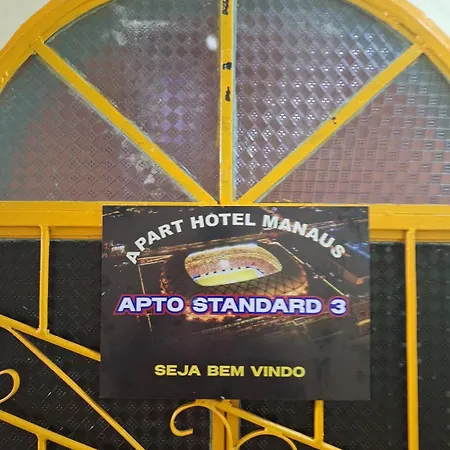 APART HOTEL MANAUS
APTO STANDARD 3
SEJA BEM VINDO